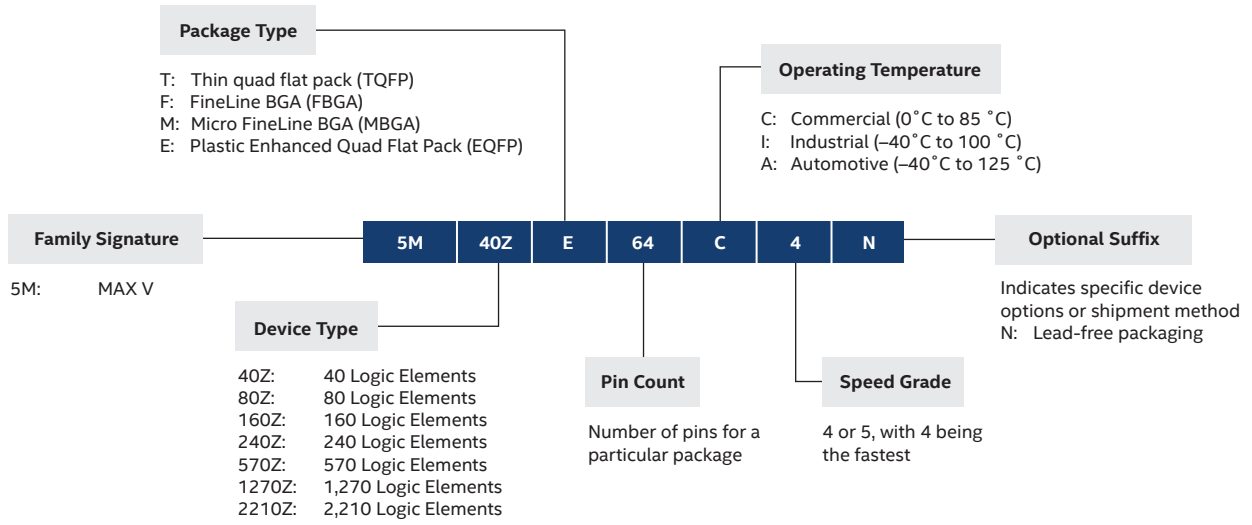 Package Type
T: Thin quad flat pack (TQFP)
F: FineLine BGA (FBGA)
M: Micro FineLine BGA (MBGA)
E: Plastic Enhanced Quad Flat Pack (EQFP)
Operating Temperature
C: Commercial (0˚C to 85 ˚C)
I: Industrial (–40˚C to 100 ˚C)
A: Automotive (–40˚C to 125 ˚C)
Family Signature
5M: MAX V
5M 40Z E 64 C 4 N
Optional Suffix
Indicates specific device
options or shipment method
N: Lead-free packaging
Device Type
40Z: 40 Logic Elements
80Z: 80 Logic Elements
160Z: 160 Logic Elements
240Z: 240 Logic Elements
570Z: 570 Logic Elements
1270Z: 1,270 Logic Elements
2210Z: 2,210 Logic Elements
Pin Count
Number of pins for a
particular package
Speed Grade
4 or 5, with 4 being
the fastest